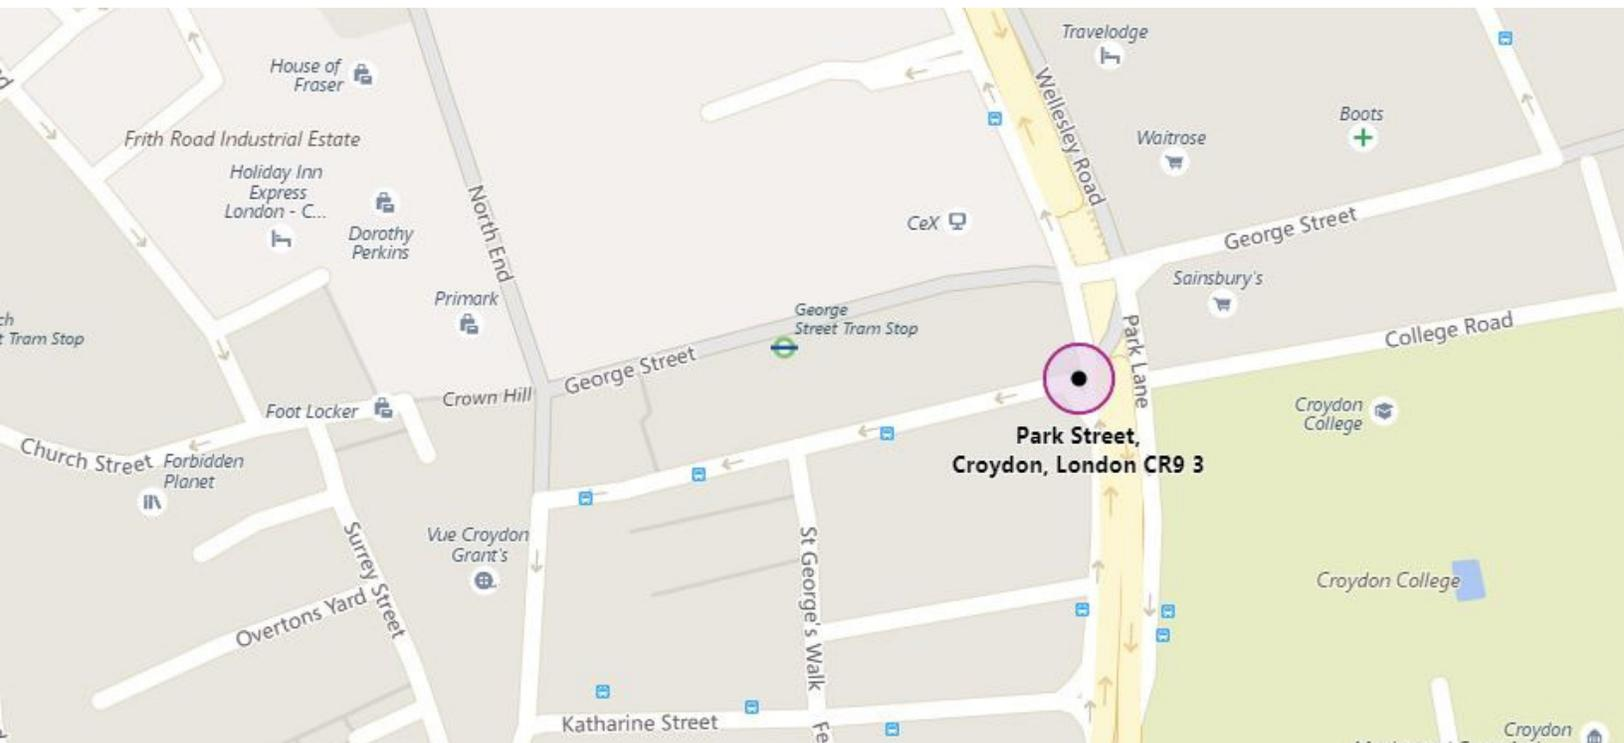 Travelodge
House of
Fraser
Wellesley Road
Boots
Frith Road Industrial Estate
Waitrose
Holiday Inn
Express
London - C...
North End
CeX
George Street
Dorothy
Perkins
Sainsbury's
Primark
George
Street Tram Stop
ch
t Tram Stop
Park Lane
College Road
George Street
Crown Hill
Foot Locker
Croydon
College
Park Street,
Croydon, London CR9 3
Church Street
Forbidden
Planet
Surrey Street
Vue Croydon
Grant's
St George's Walk
Croydon College
Overtons Yard
Katharine Street
Fe
Croydon